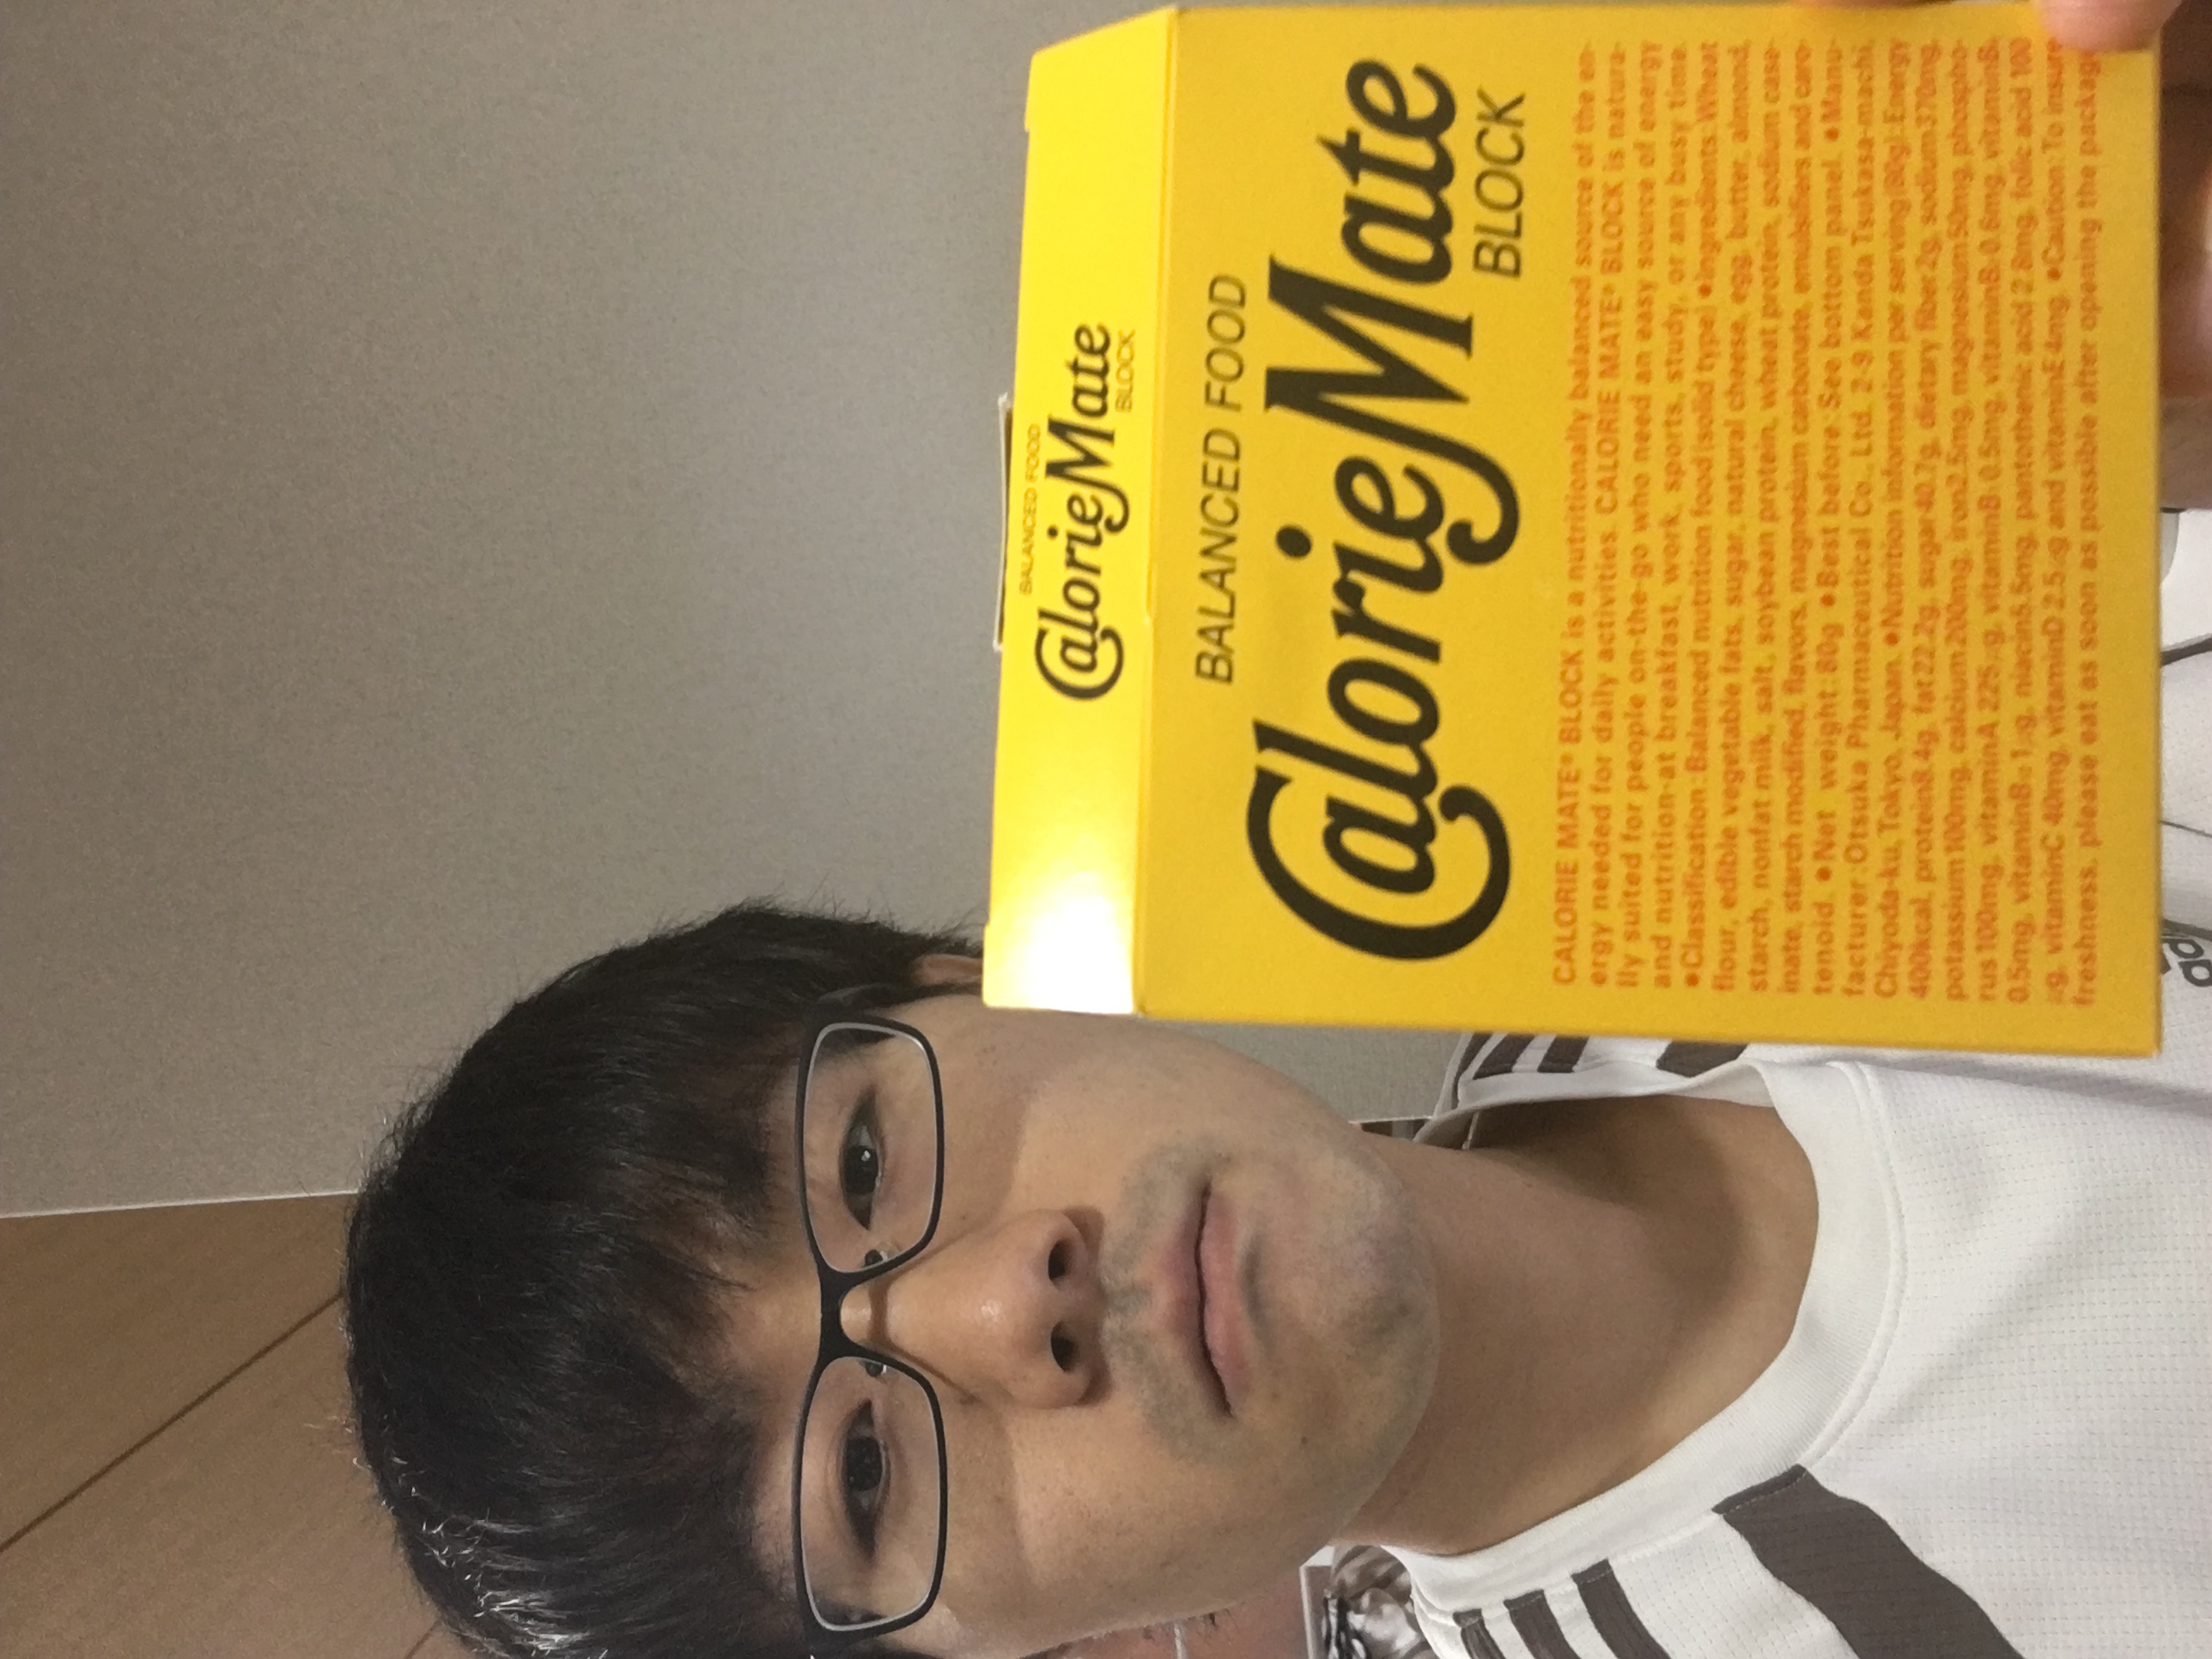 BALANCED FOOD
CalorieMate
BLOCK
BALANCED FOOD
CalorieMate
BLOCK
CALORIE MATE® BLOCK is a nutritionally balanced source of the en-
ergy needed for daily activities. CALORIE MATE® BLOCK is natura-
lly suited for people on-the-go who need an easy source of energy
and nutrition-at breakfast, work, sports, study, or any busy time.
●Classification:Balanced nutrition food(solid type) ●Ingredients:Wheat
flour, edible vegetable fats, sugar, natural cheese, egg, butter, almond,
starch, nonfat milk, salt, soybean protein, wheat protein, sodium case-
inate, starch modified, flavors, magnesium carbonate, emulsifiers and caro-
tenoid. ●Net weight:80g ●Best before:See bottom panel. ●Manu-
facturer:Otsuka Pharmaceutical Co., Ltd. 2-9 Kanda Tsukasa-machi,
Chiyoda-ku, Tokyo, Japan. ●Nutrition information per serving(80g):Energy
400kcal, protein8.4g, fat22.2g, sugar40.7g, dietary fiber2g, sodium370mg,
potassium100mg, calcium200mg, iron2.5mg, magnesium50mg, phospho-
rus100mg, vitaminA 225μg, 0.5mg, 0.6mg,
0.5mg, 1μg, niacin5.5mg, pantothenic acid 2.8mg, folic acid 100
μg, vitaminC 40mg, vitaminD 2.5μg and vitaminE4mg. ●Caution:To insure
freshness, please eat as soon as possible after opening the package
ad